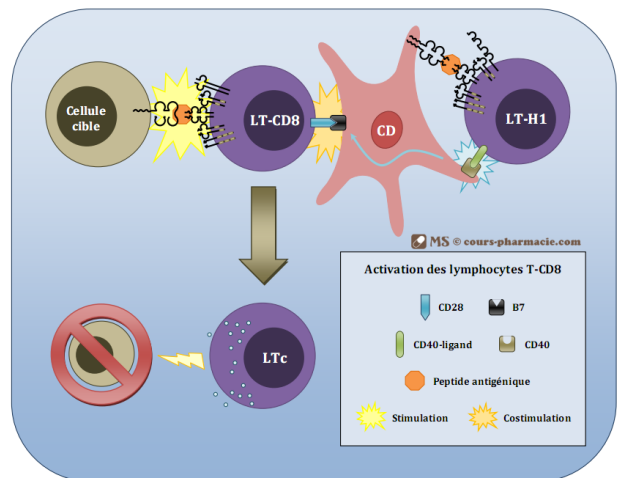 Cellule
cible
LT-CD8
CD
LT-H1
MS © cours-pharmacie.com
Activation des lymphocytes T-CD8
CD28
B7
CD40-ligand
CD40
Peptide antigénique
Stimulation
Costimulation
LTc